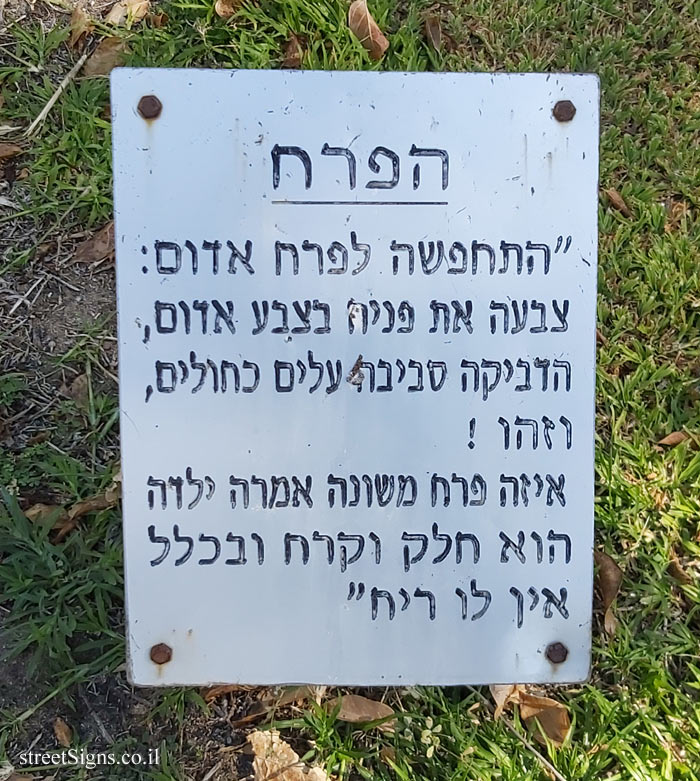 הפרח
"התחפשה לפרח אדום:
צבעה את פניה בצבע אדום,
הדביקה סביבה עלים כחולים,
וזהו !
איזה פרח משונה אמרה ילדה
הוא חלק וקרח ובכלל
אין לו ריח"
streetSigns.co.il